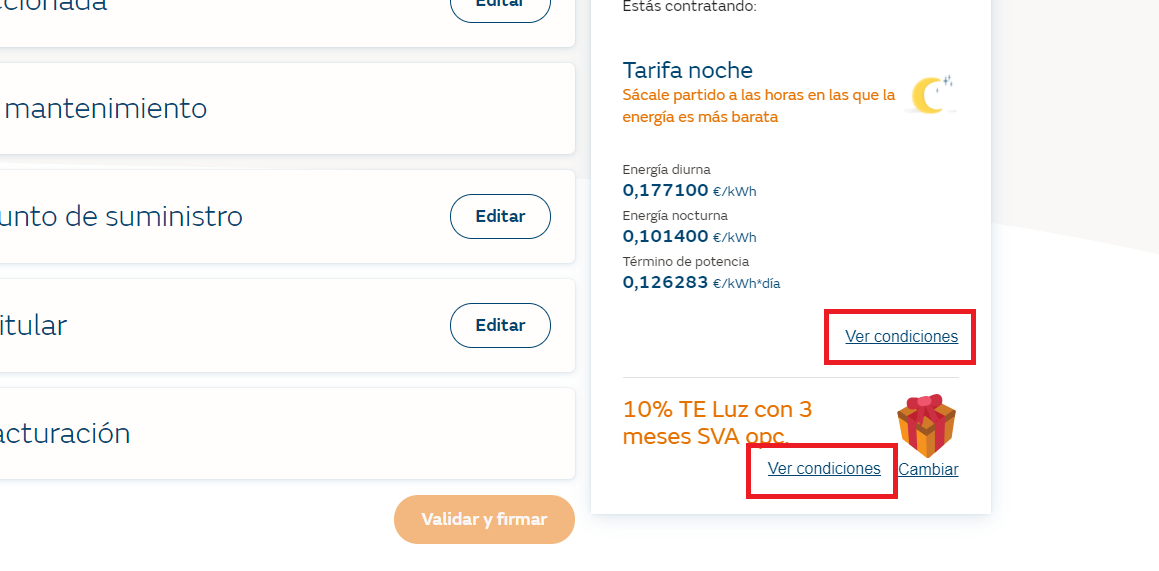 Editar
mantenimiento
unto de suministro
Editar
itular
Editar
acturación
Validar y firmar
Estás contratando:
Tarifa noche
Sácale partido a las horas en las que la
energía es más barata
Energía diurna
0,177100 €/kWh
Energía nocturna
0,101400 €/kWh
Término de potencia
0,126283 €/kWh*día
Ver condiciones
10% TE Luz con 3
meses SVA opc.
Ver condiciones
Cambiar